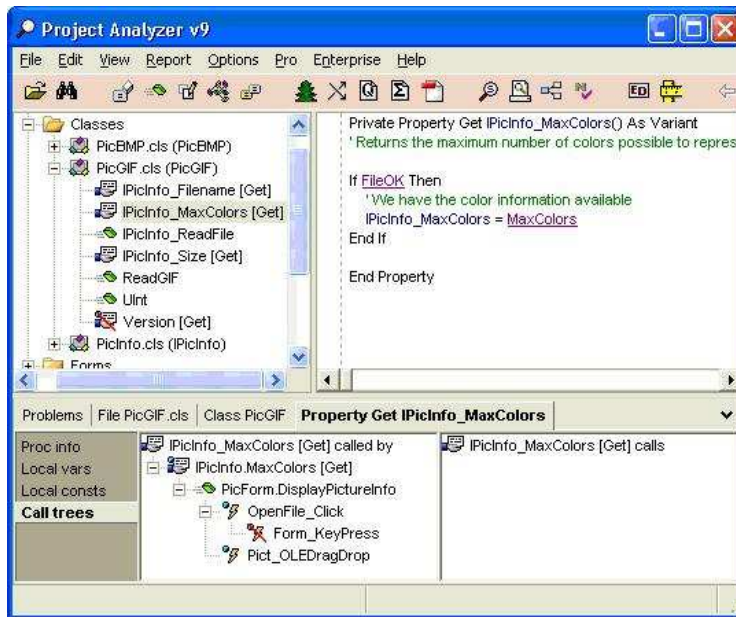 Project Analyzer v9
File Edit View Report Options Pro Enterprise Help
Classes
PicBMP.cls (PicBMP)
PicGIF.cls (PicGIF)
IPicInfo_Filename [Get]
IPicInfo_MaxColors [Get]
IPicInfo_ReadFile
IPicInfo_Size [Get]
ReadGIF
UInt
Version [Get]
PicInfo.cls (IPicInfo)
Forms
Private Property Get IPicInfo_MaxColors() As Variant
' Returns the maximum number of colors possible to repres
If FileOK Then
' We have the color information available
IPicInfo_MaxColors = MaxColors
End If
End Property
Problems File PicGIF.cls Class PicGIF Property Get IPicInfo_MaxColors
Proc info
Local vars
Local consts
Call trees
IPicInfo_MaxColors [Get] called by
IPicInfo.MaxColors [Get]
PicForm.DisplayPictureInfo
OpenFile_Click
Form_KeyPress
Pict_OLEDragDrop
IPicInfo_MaxColors [Get] calls